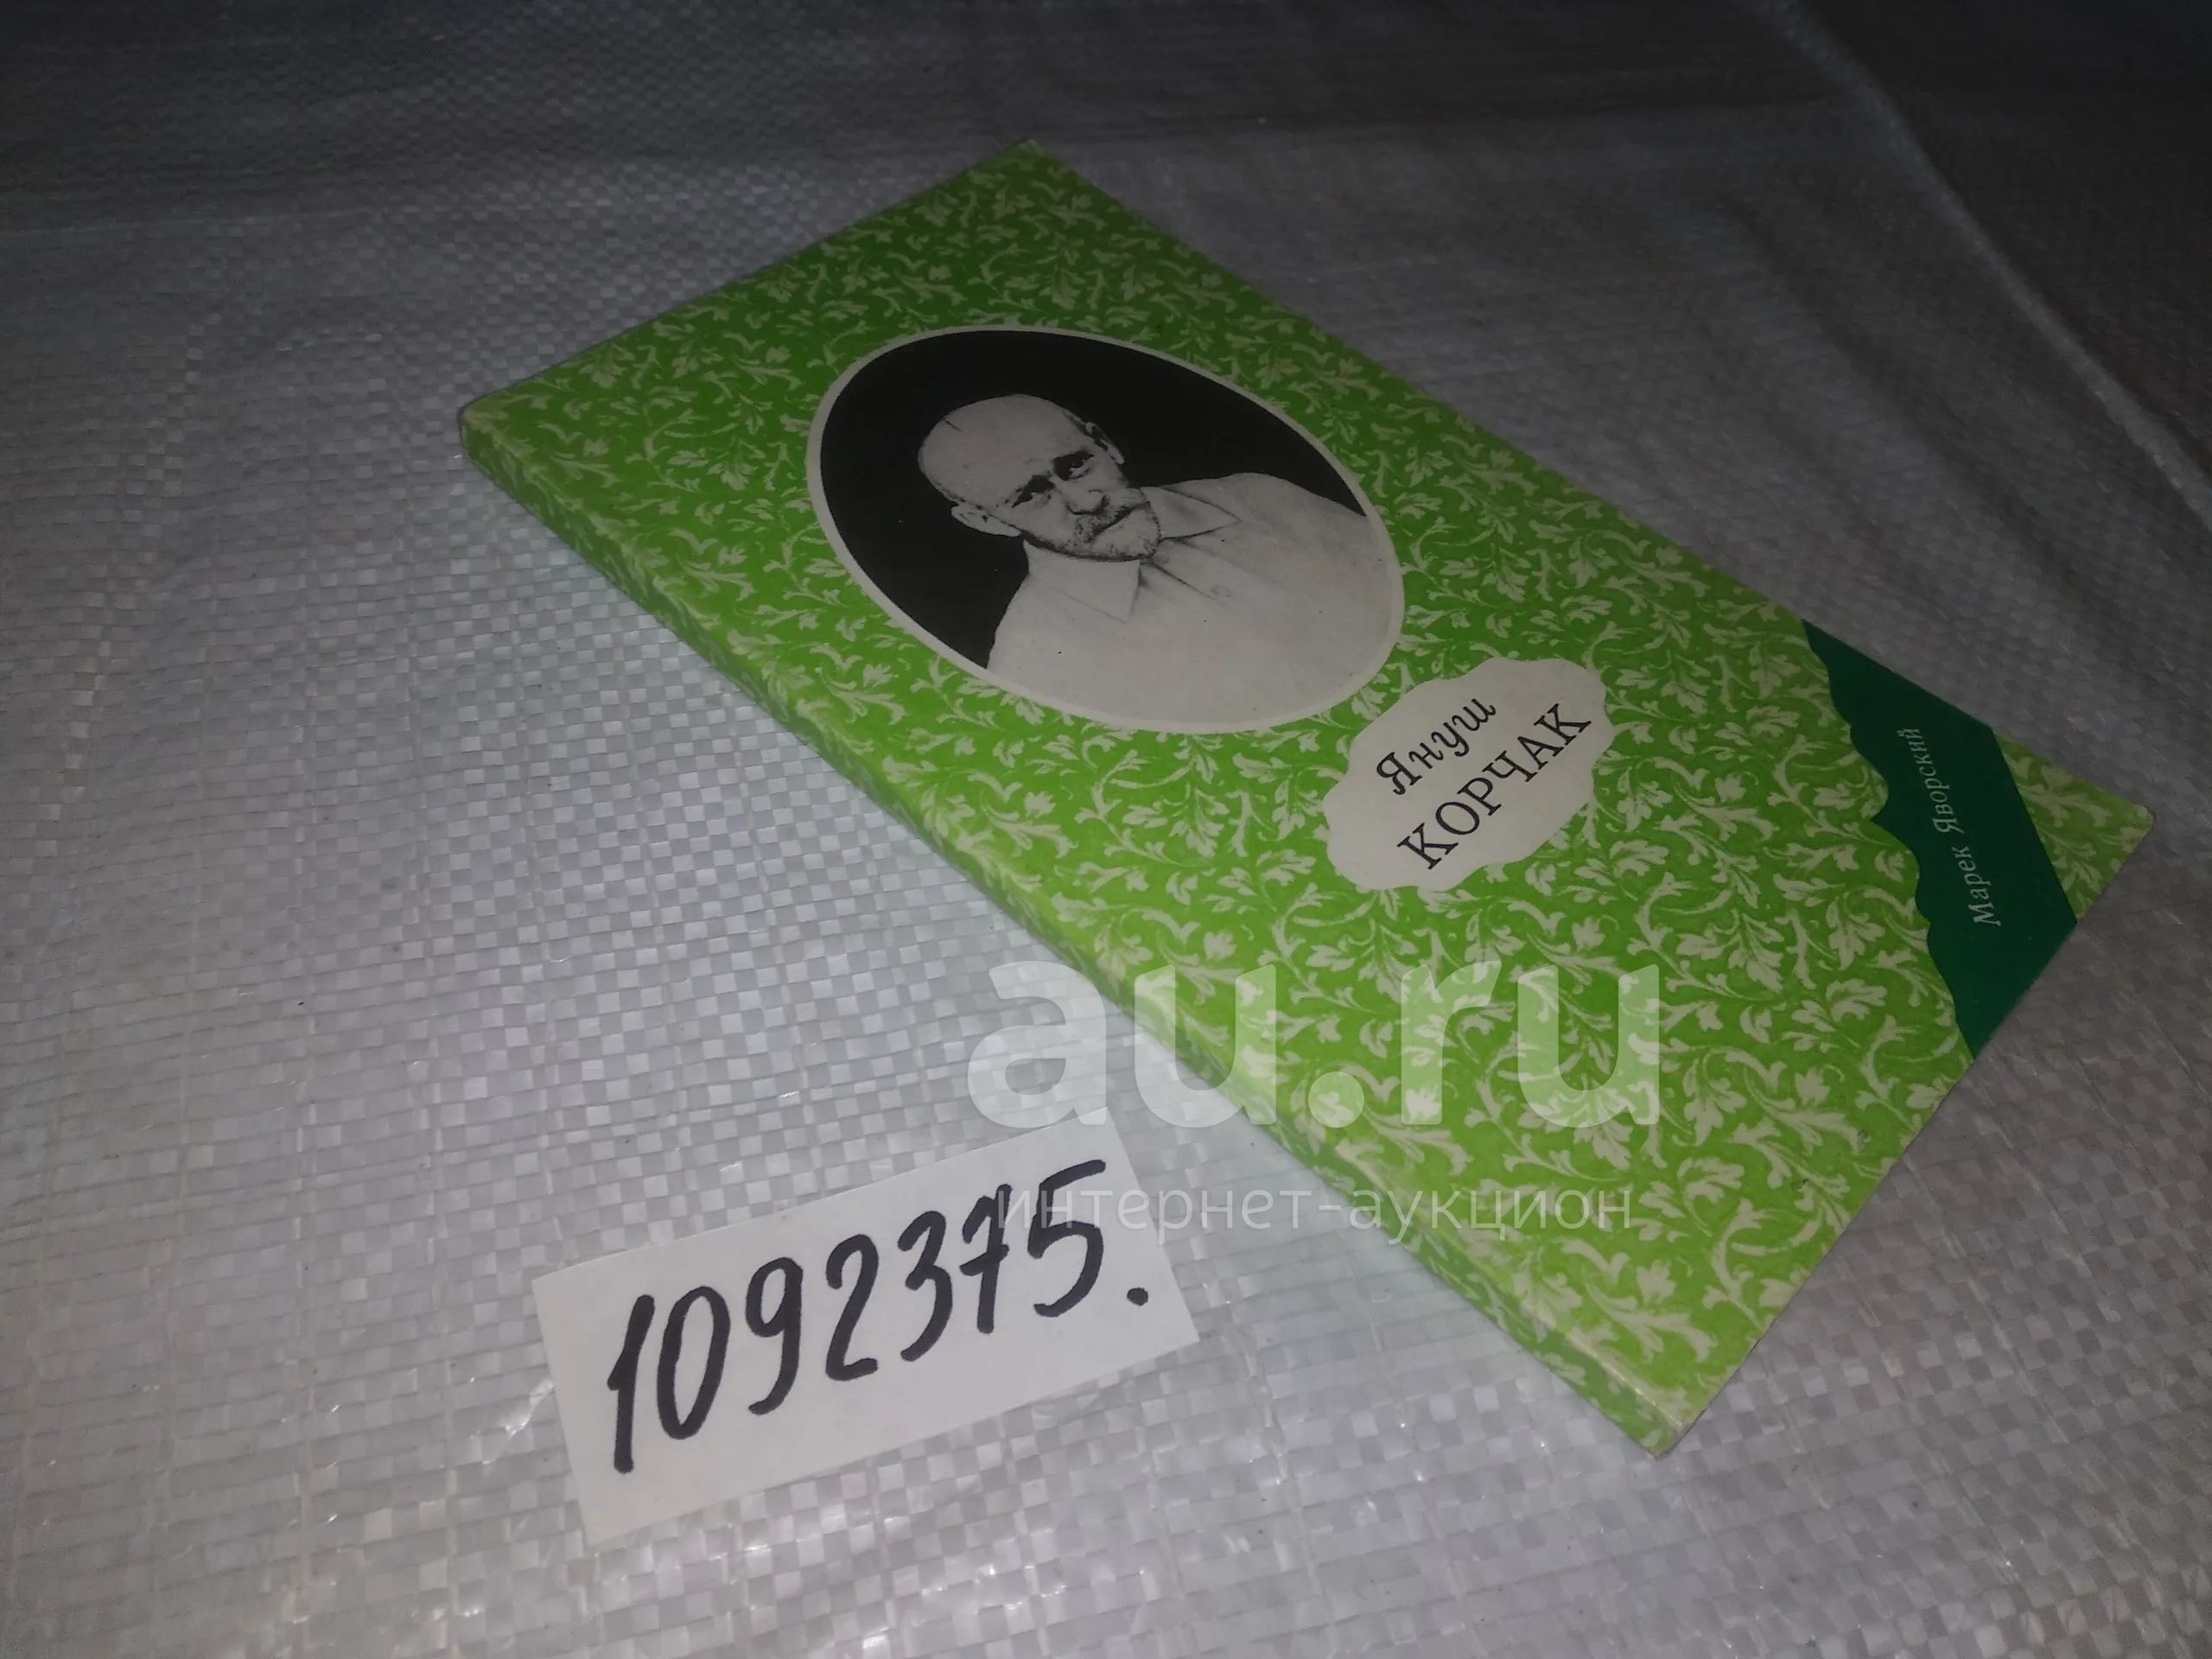 Януш
КОРЧАК
Марек Яворский
au.ru
интернет-аукцион
1092375.